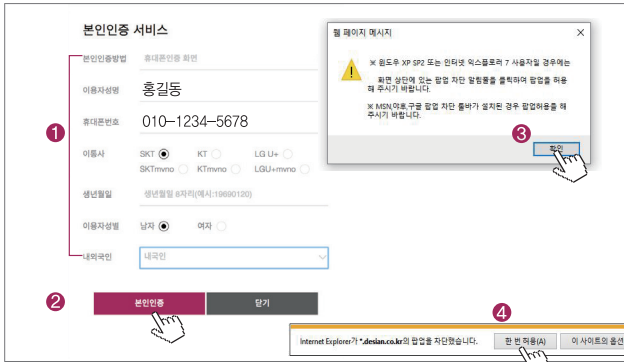 본인인증 서비스
본인인증방법 휴대폰인증 회면
이용자성명 홍길동
휴대폰번호 010-1234-5678
이통사 SKT KT LG U+
SKTmvno KTmvno LGU+mvno
생년월일 생년월일 8자리(예시:19890120)
이용자성별 남자 여자
내외국인 내국인
1
2
본인인증 닫기
웹 페이지 메시지
※ 윈도우 XP SP2 또는 인터넷 익스플로러 7 사용자일 경우에는
화면 상단에 있는 팝업 차단 알림줄을 클릭하여 팝업을 허용
해 주시기 바랍니다.
※ MSN,야후,구글 팝업 차단 툴바가 설치된 경우 팝업허용을 해
주시기 바랍니다.
3
확인
4
Internet Explorer가 *.desian.co.kr의 팝업을 차단했습니다. 한 번 허용(A) 이 사이트의 옵션